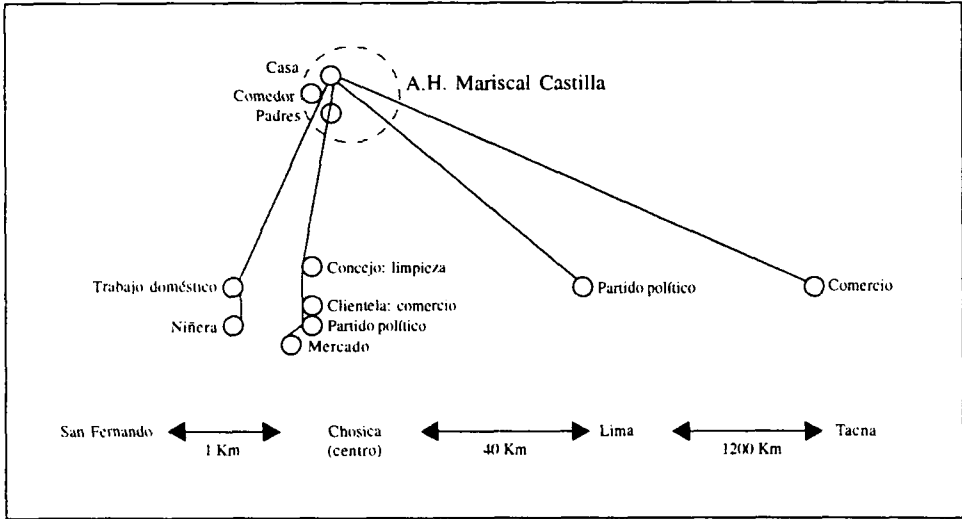 Casa
A.H. Mariscal Castilla
Comedor
Padres
Concejo: limpieza
Trabajo doméstico
Partido político
Comercio
Clientela: comercio
Niñera
Partido político
Mercado
San Fernando
1 Km
Chosica
(centro)
40 Km
Lima
1200 Km
Tacna